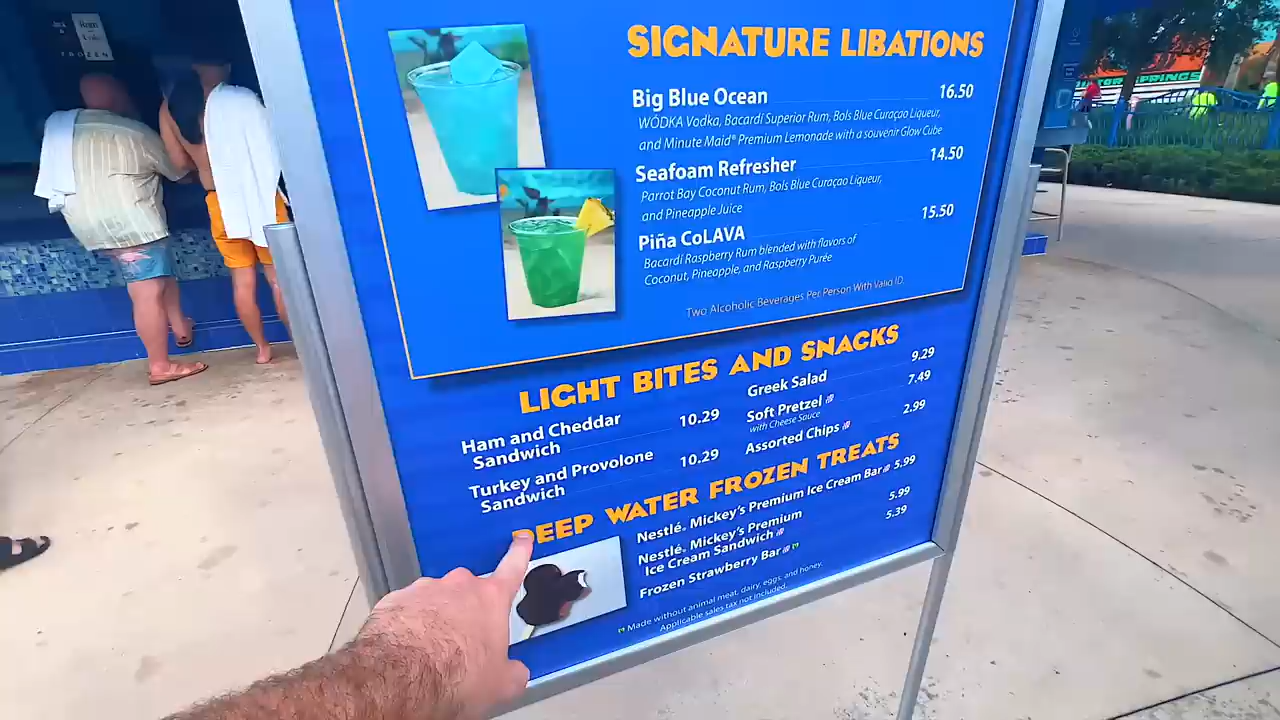 FROZEN
SPRINGS
SIGNATURE LIBATIONS
Big Blue Ocean 16.50
WÓDKA Vodka, Bacardi Superior Rum, Bols Blue Curaçao Liqueur,
and Minute Maid® Premium Lemonade with a souvenir Glow Cube
Seafoam Refresher 14.50
Parrot Bay Coconut Rum, Bols Blue Curaçao Liqueur,
and Pineapple Juice
Piña CoLAVA 15.50
Bacardi Raspberry Rum blended with flavors of
Coconut, Pineapple, and Raspberry Purée
Two Alcoholic Beverages Per Person With Valid ID.
LIGHT BITES AND SNACKS
Ham and Cheddar
Sandwich 10.29
Turkey and Provolone
Sandwich 10.29
Greek Salad 9.29
Soft Pretzel 7.49
with Cheese Sauce
Assorted Chips 2.99
DEEP WATER FROZEN TREATS
Nestlé® Mickey's Premium Ice Cream Bar 5.99
Nestlé® Mickey's Premium
Ice Cream Sandwich 5.99
Frozen Strawberry Bar 5.39
Made without animal meat, dairy, eggs, and honey.
Applicable sales tax not included.